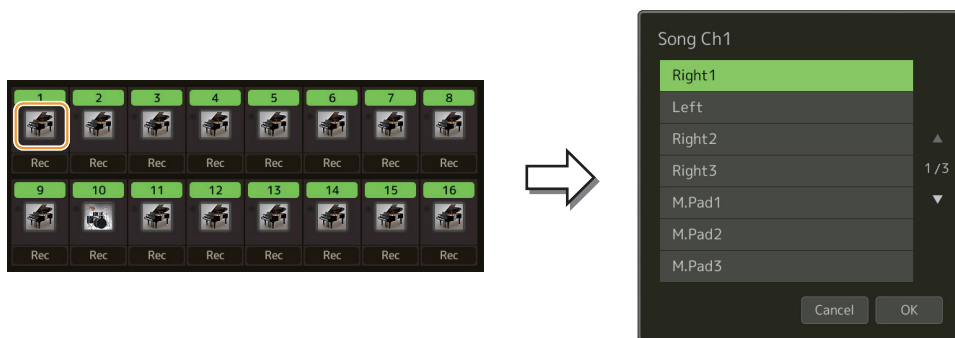 1 2 3 4 5 6 7 8
Rec Rec Rec Rec Rec Rec Rec Rec
9 10 11 12 13 14 15 16
Rec Rec Rec Rec Rec Rec Rec Rec
Song Ch1
Right1
Left
Right2
Right3
1/3
M.Pad1
M.Pad2
M.Pad3
Cancel OK